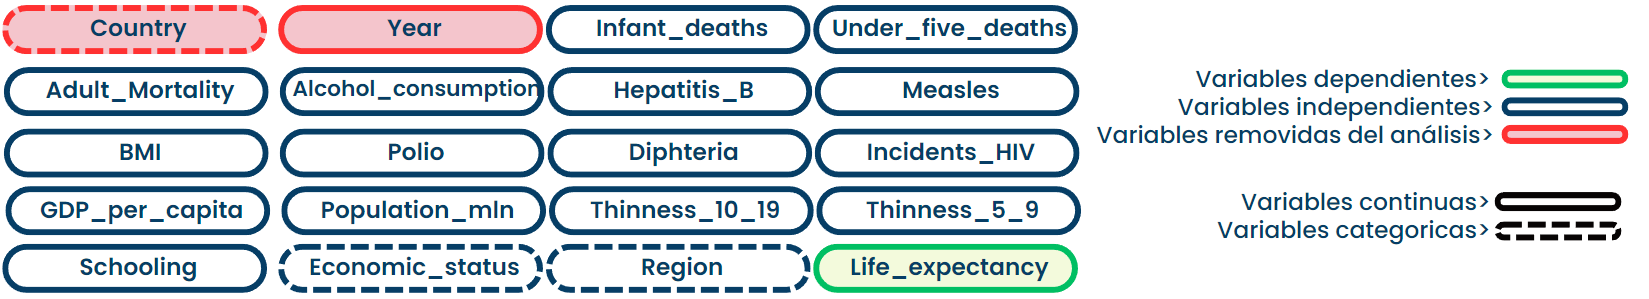 Country
Year
Infant_deaths
Under_five_deaths
Adult_Mortality
Alcohol_consumption
Hepatitis_B
Measles
BMI
Polio
Diphteria
Incidents_HIV
GDP_per_capita
Population_mln
Thinness_10_19
Thinness_5_9
Schooling
Economic_status
Region
Life_expectancy
Variables dependientes>
Variables independientes>
Variables removidas del análisis>
Variables continuas>
Variables categoricas>